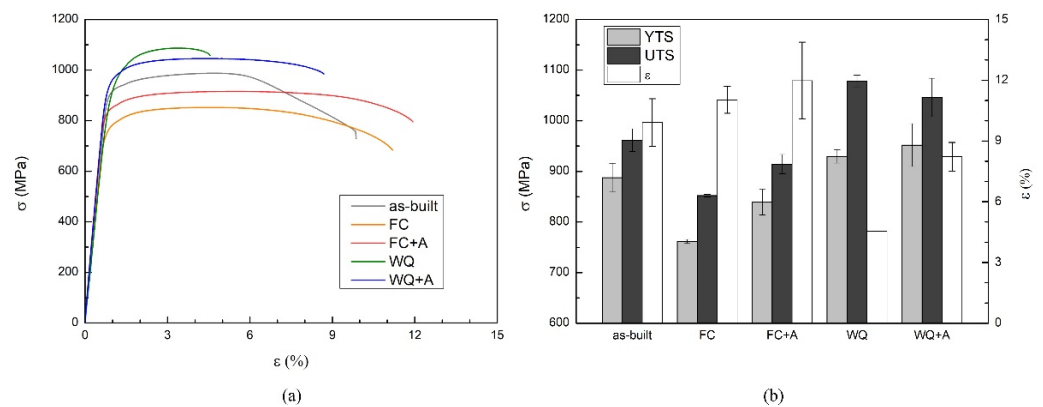 (a)
1200
1000
800
600
400
200
0
σ (MPa)
0 3 6 9 12 15
ε (%)
as-built
FC
FC+A
WQ
WQ+A
(b)
1200
1100
1000
900
800
700
600
σ (MPa)
YTS
UTS
ε
15
12
9
6
3
0
ε (%)
as-built FC FC+A WQ WQ+A
(a)
(b)